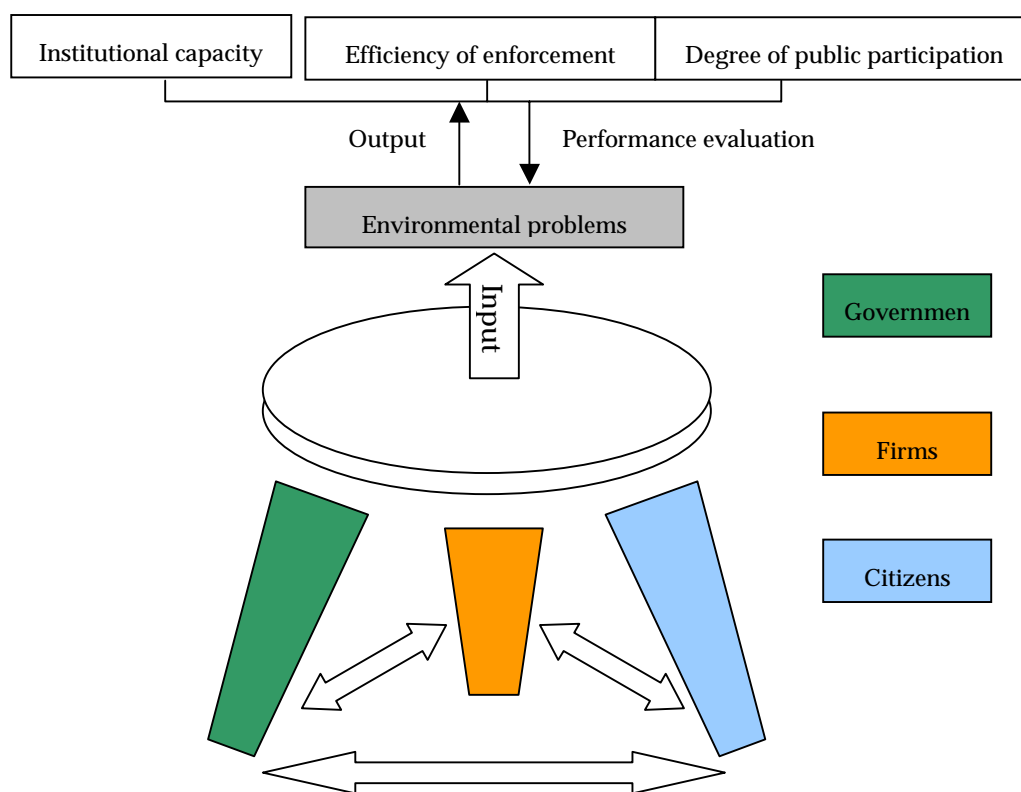 Institutional capacity
Efficiency of enforcement
Degree of public participation
Output
Performance evaluation
Environmental problems
Input
Governmen
Firms
Citizens